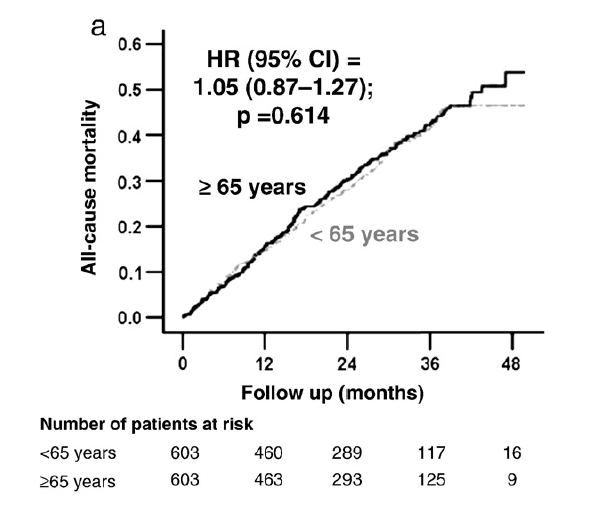 a
HR (95% CI) =
1.05 (0.87–1.27);
p =0.614
All-cause mortality
0.6
0.5
0.4
0.3
0.2
0.1
0.0
≥ 65 years
< 65 years
0 12 24 36 48
Follow up (months)
Number of patients at risk
<65 years 603 460 289 117 16
≥65 years 603 463 293 125 9